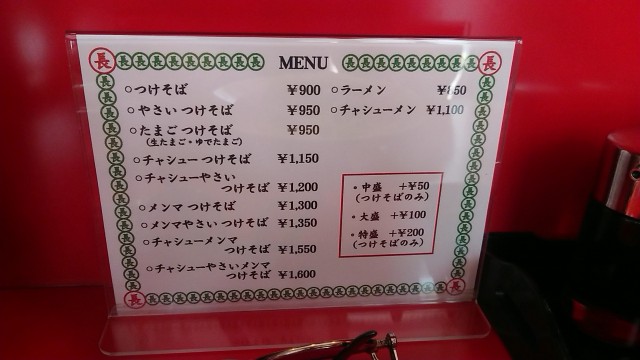 MENU
○つけそば ¥900
○やさい つけそば ¥950
○たまご つけそば ¥950
(生たまご・ゆでたまご)
○チャシュー つけそば ¥1,150
○チャシューやさい
つけそば ¥1,200
○メンマ つけそば ¥1,300
○メンマやさい つけそば ¥1,350
○チャシューメンマ
つけそば ¥1,550
○チャシューやさいメンマ
つけそば ¥1,600
○ラーメン ¥850
○チャシューメン ¥1,100
・中盛 +¥50
(つけそばのみ)
・大盛 +¥100
・特盛 +¥200
(つけそばのみ)
長
長
長
長